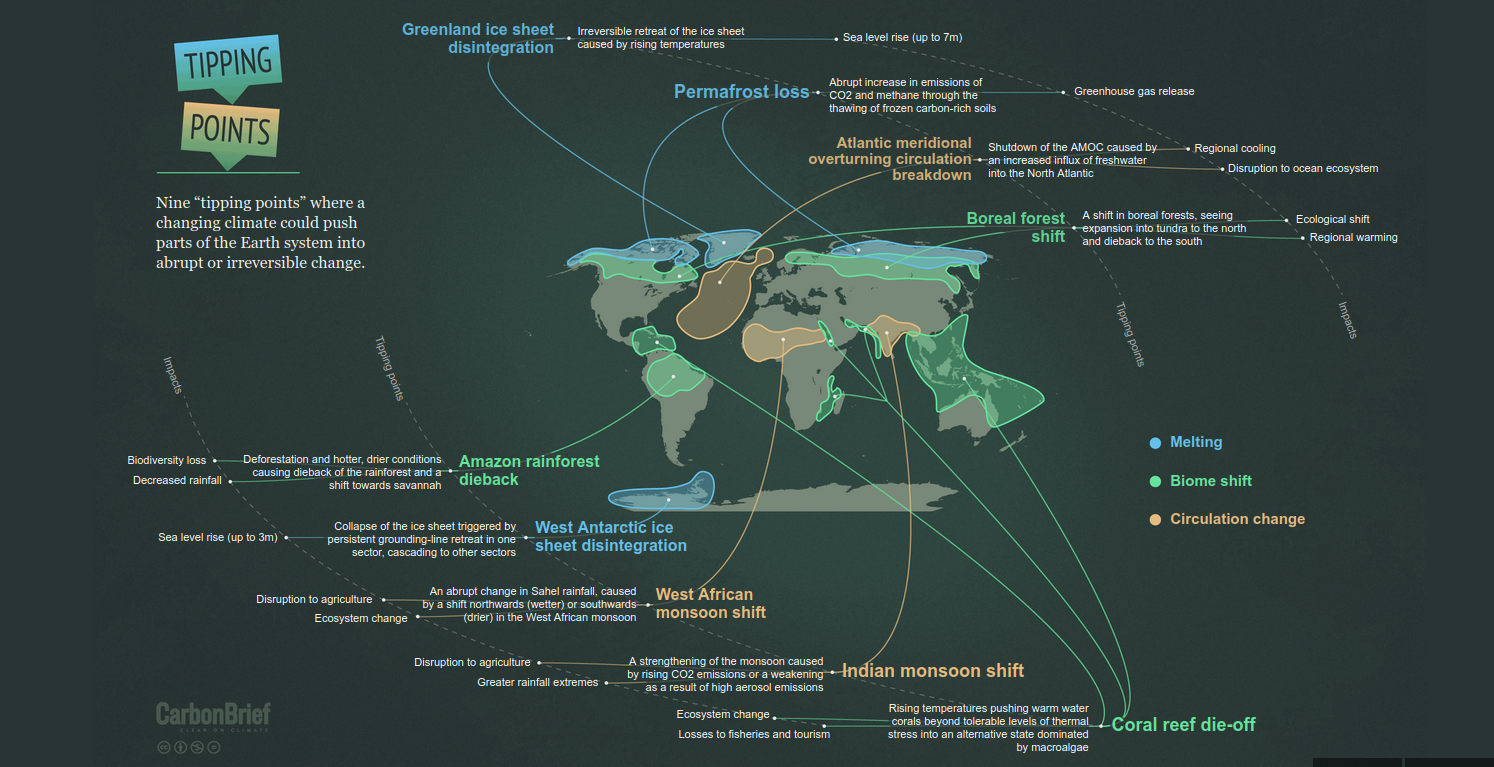 TIPPING
POINTS
Nine “tipping points” where a
changing climate could push
parts of the Earth system into
abrupt or irreversible change.
Greenland ice sheet
disintegration
Irreversible retreat of the ice sheet
caused by rising temperatures
Sea level rise (up to 7m)
Permafrost loss
Abrupt increase in emissions of
CO2 and methane through the
thawing of frozen carbon-rich soils
Greenhouse gas release
Atlantic meridional
overturning circulation
breakdown
Shutdown of the AMOC caused by
an increased influx of freshwater
into the North Atlantic
Regional cooling
Disruption to ocean ecosystem
Boreal forest
shift
A shift in boreal forests, seeing
expansion into tundra to the north
and dieback to the south
Ecological shift
Regional warming
Tipping points
Impacts
Impacts
Tipping points
Melting
Biome shift
Circulation change
Biodiversity loss
Decreased rainfall
Deforestation and hotter, drier conditions
causing dieback of the rainforest and a
shift towards savannah
Amazon rainforest
dieback
Sea level rise (up to 3m)
Collapse of the ice sheet triggered by
persistent grounding-line retreat in one
sector, cascading to other sectors
West Antarctic ice
sheet disintegration
Disruption to agriculture
Ecosystem change
An abrupt change in Sahel rainfall, caused
by a shift northwards (wetter) or southwards
(drier) in the West African monsoon
West African
monsoon shift
Disruption to agriculture
Greater rainfall extremes
A strengthening of the monsoon caused
by rising CO2 emissions or a weakening
as a result of high aerosol emissions
Indian monsoon shift
Ecosystem change
Losses to fisheries and tourism
Rising temperatures pushing warm water
corals beyond tolerable levels of thermal
stress into an alternative state dominated
by macroalgae
Coral reef die-off
CarbonBrief
CLEAR ON CLIMATE